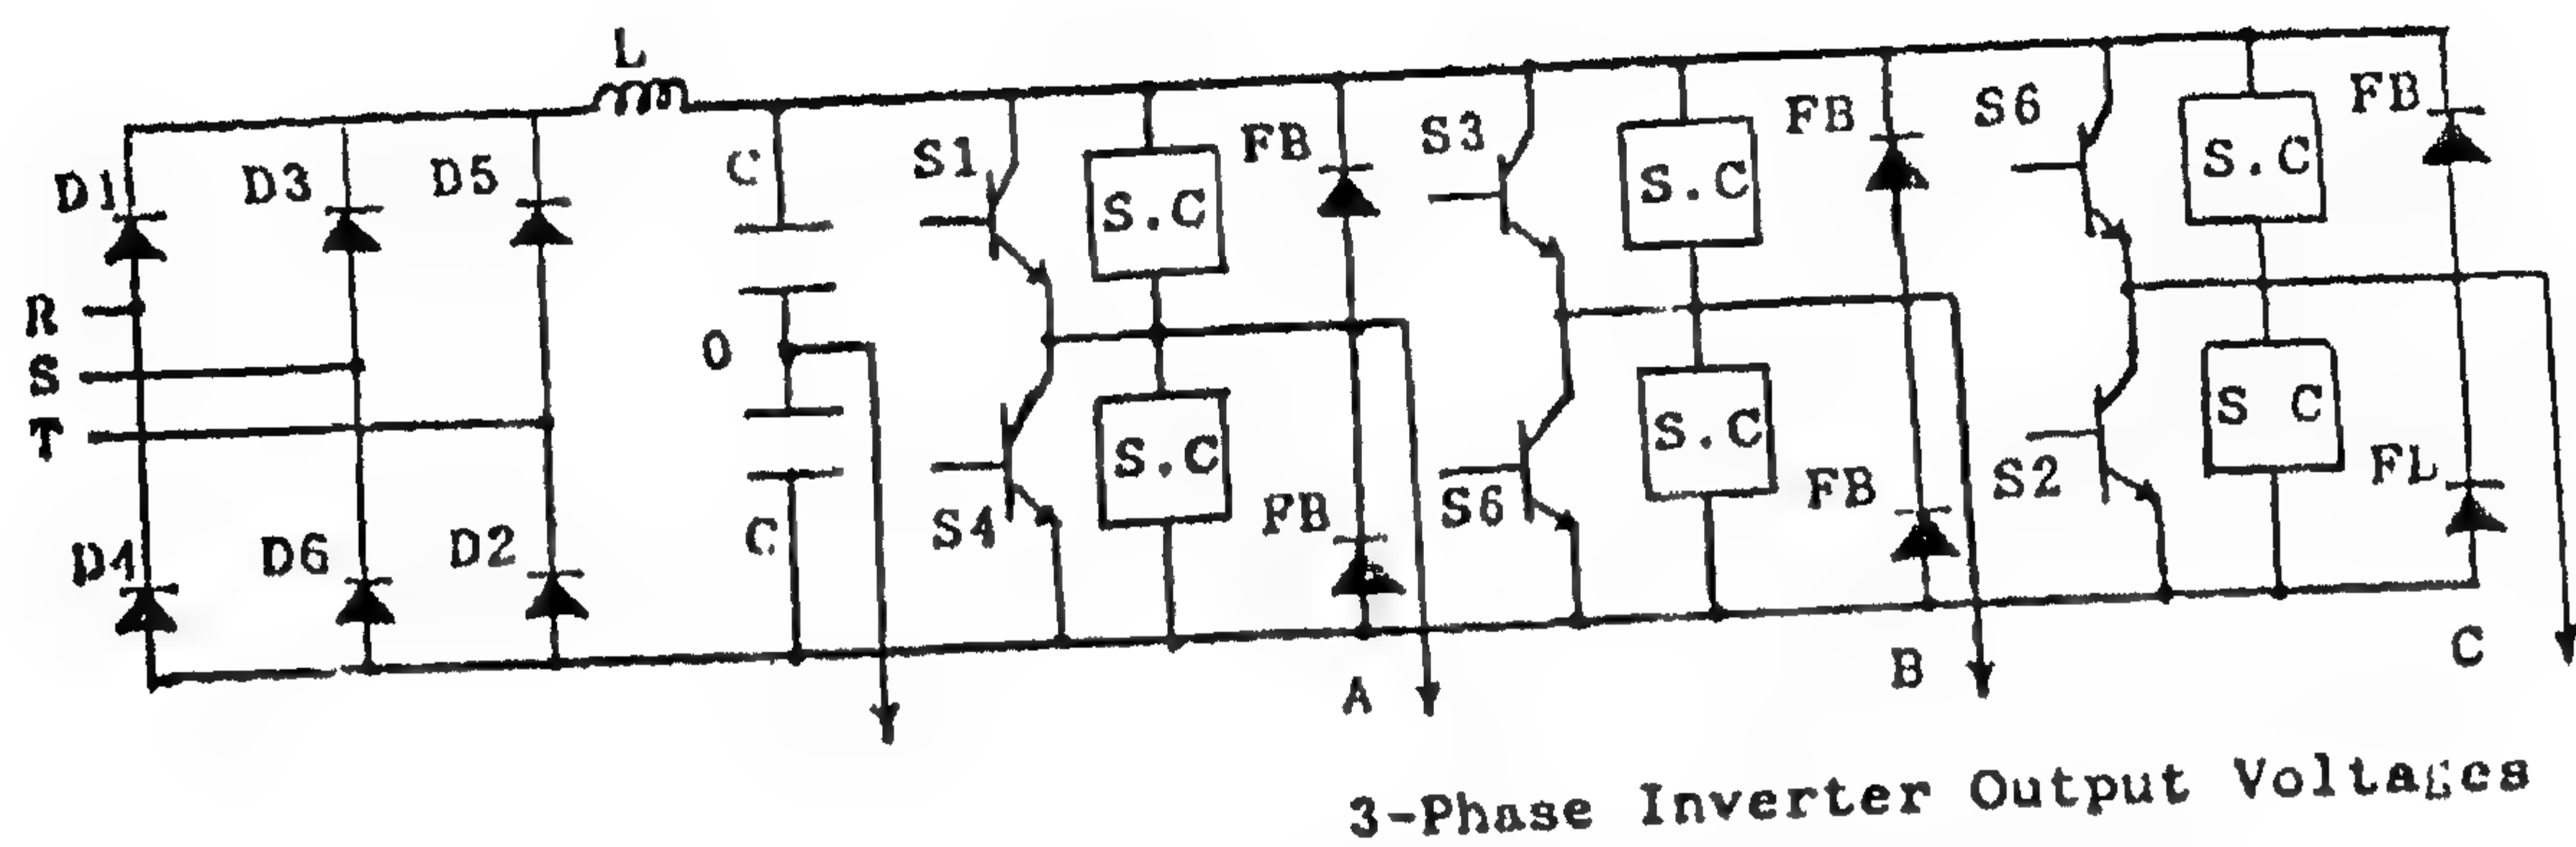 L
D1
D3
D5
C
S1
S.C
FB
S3
S.C
FB
S6
S.C
FB
R
S
T
O
D4
D6
D2
C
S4
S.C
FB
S6
S.C
FB
S2
S C
FL
A
B
C
3-Phase Inverter Output Voltages